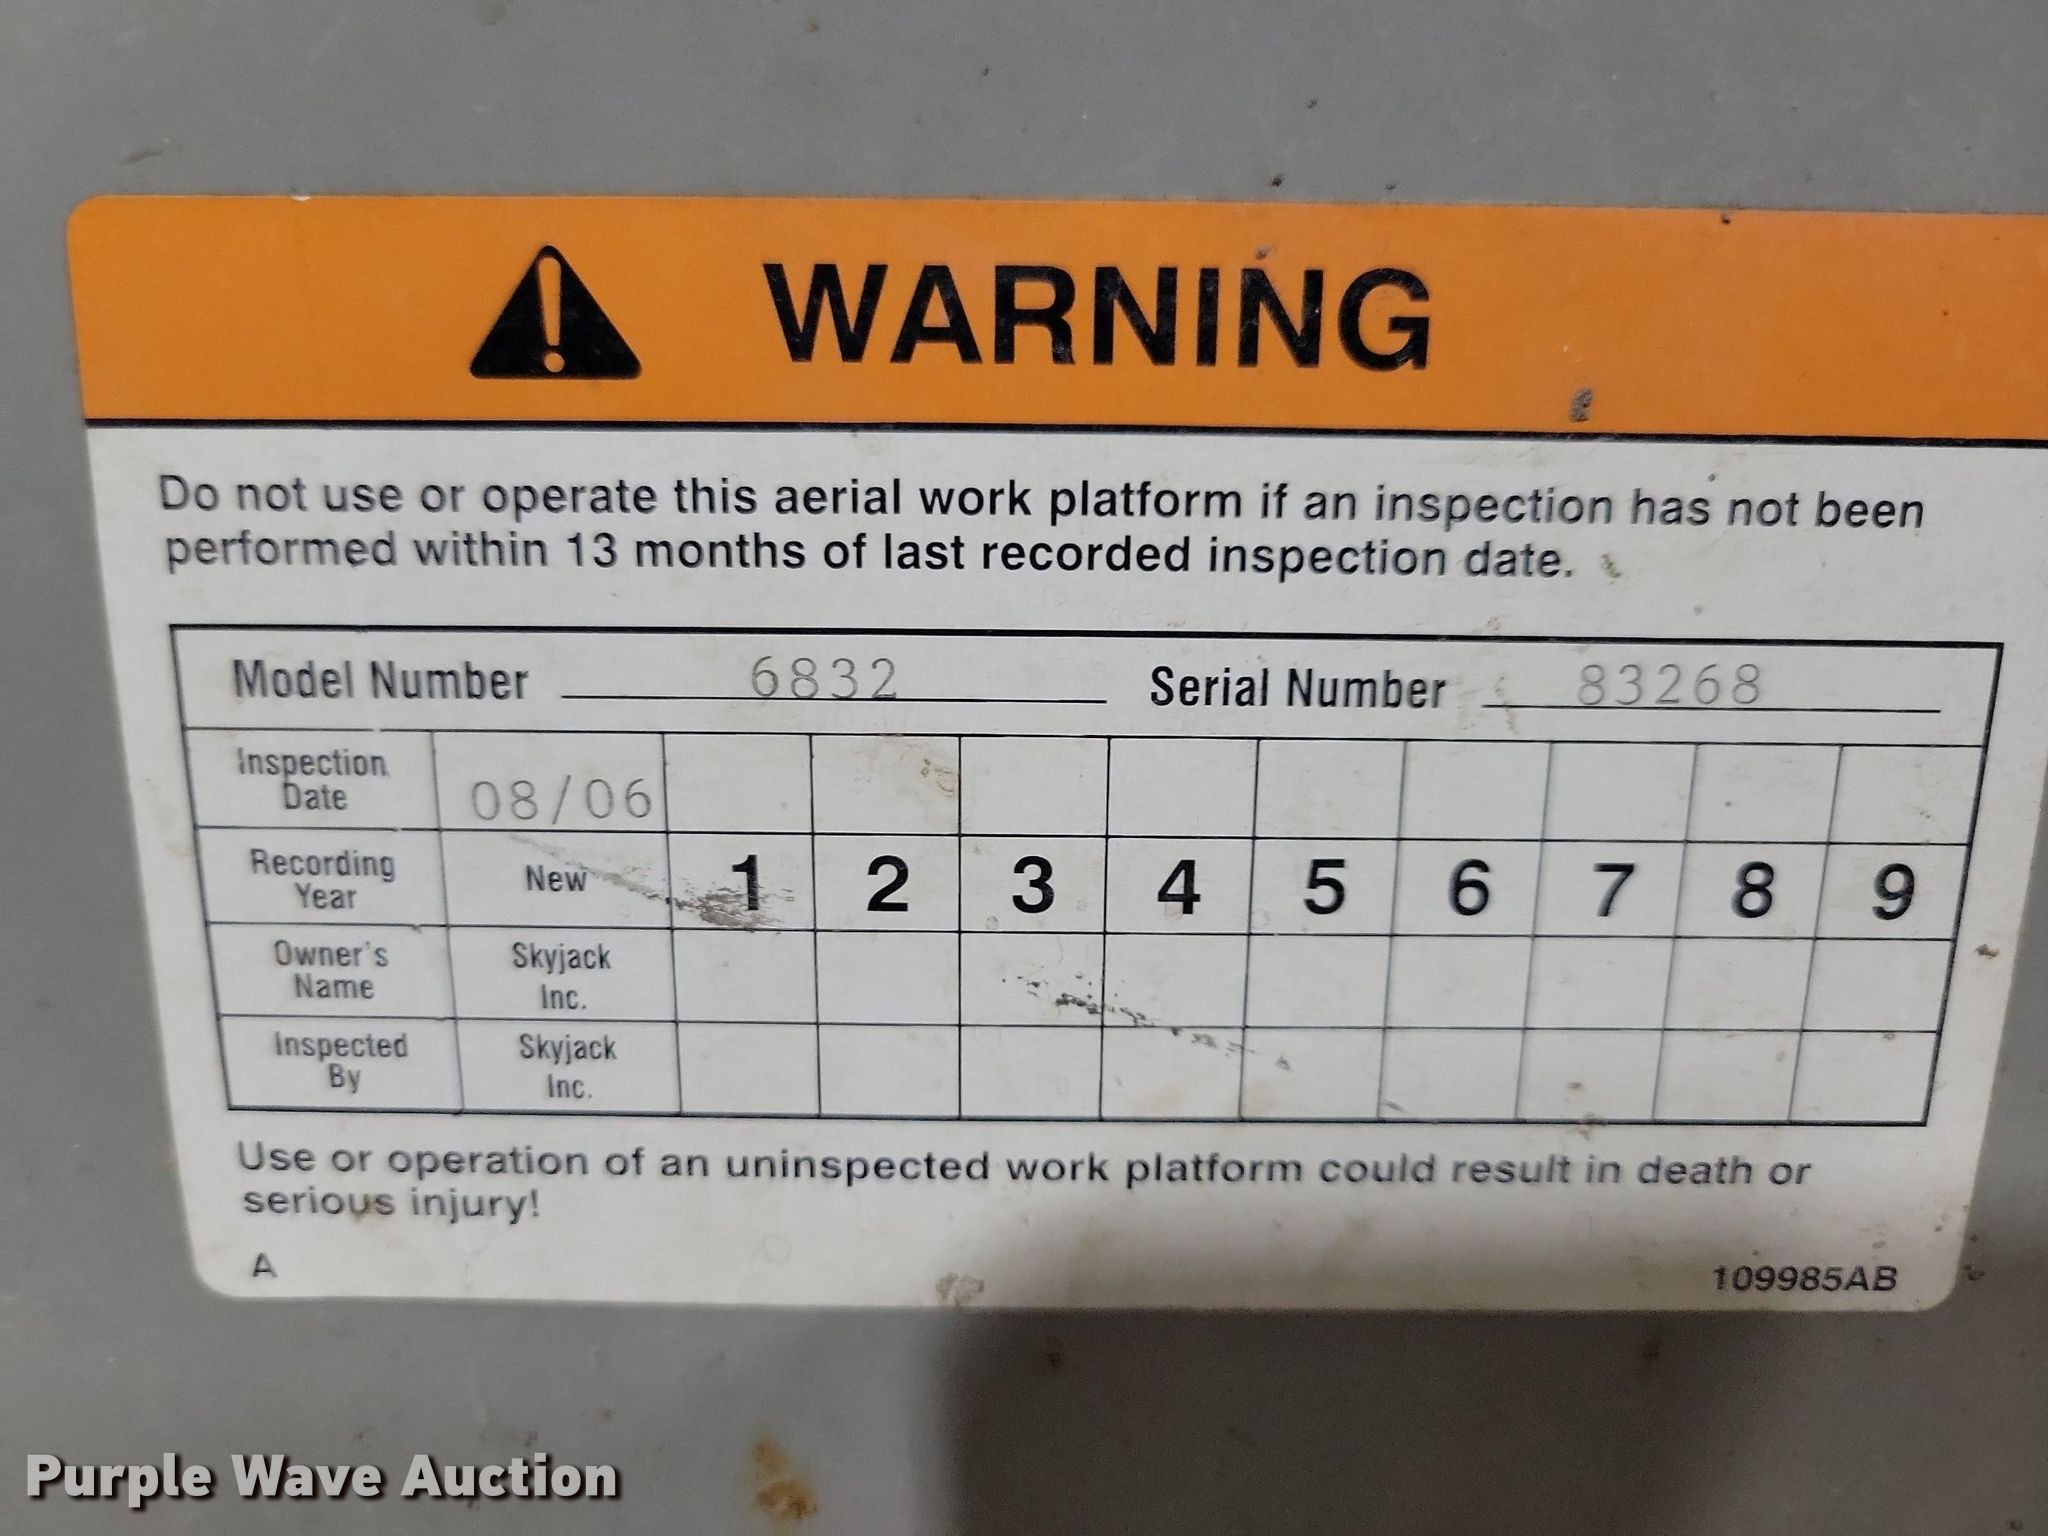 WARNING
Do not use or operate this aerial work platform if an inspection has not been
performed within 13 months of last recorded inspection date.
Model Number 6832 Serial Number 83268
Inspection
Date
08/06
Recording
Year
New 1 2 3 4 5 6 7 8 9
Owner's
Name
Skyjack
Inc.
Inspected
By
Skyjack
Inc.
Use or operation of an uninspected work platform could result in death or
serious injury!
A 109985AB
Purple Wave Auction